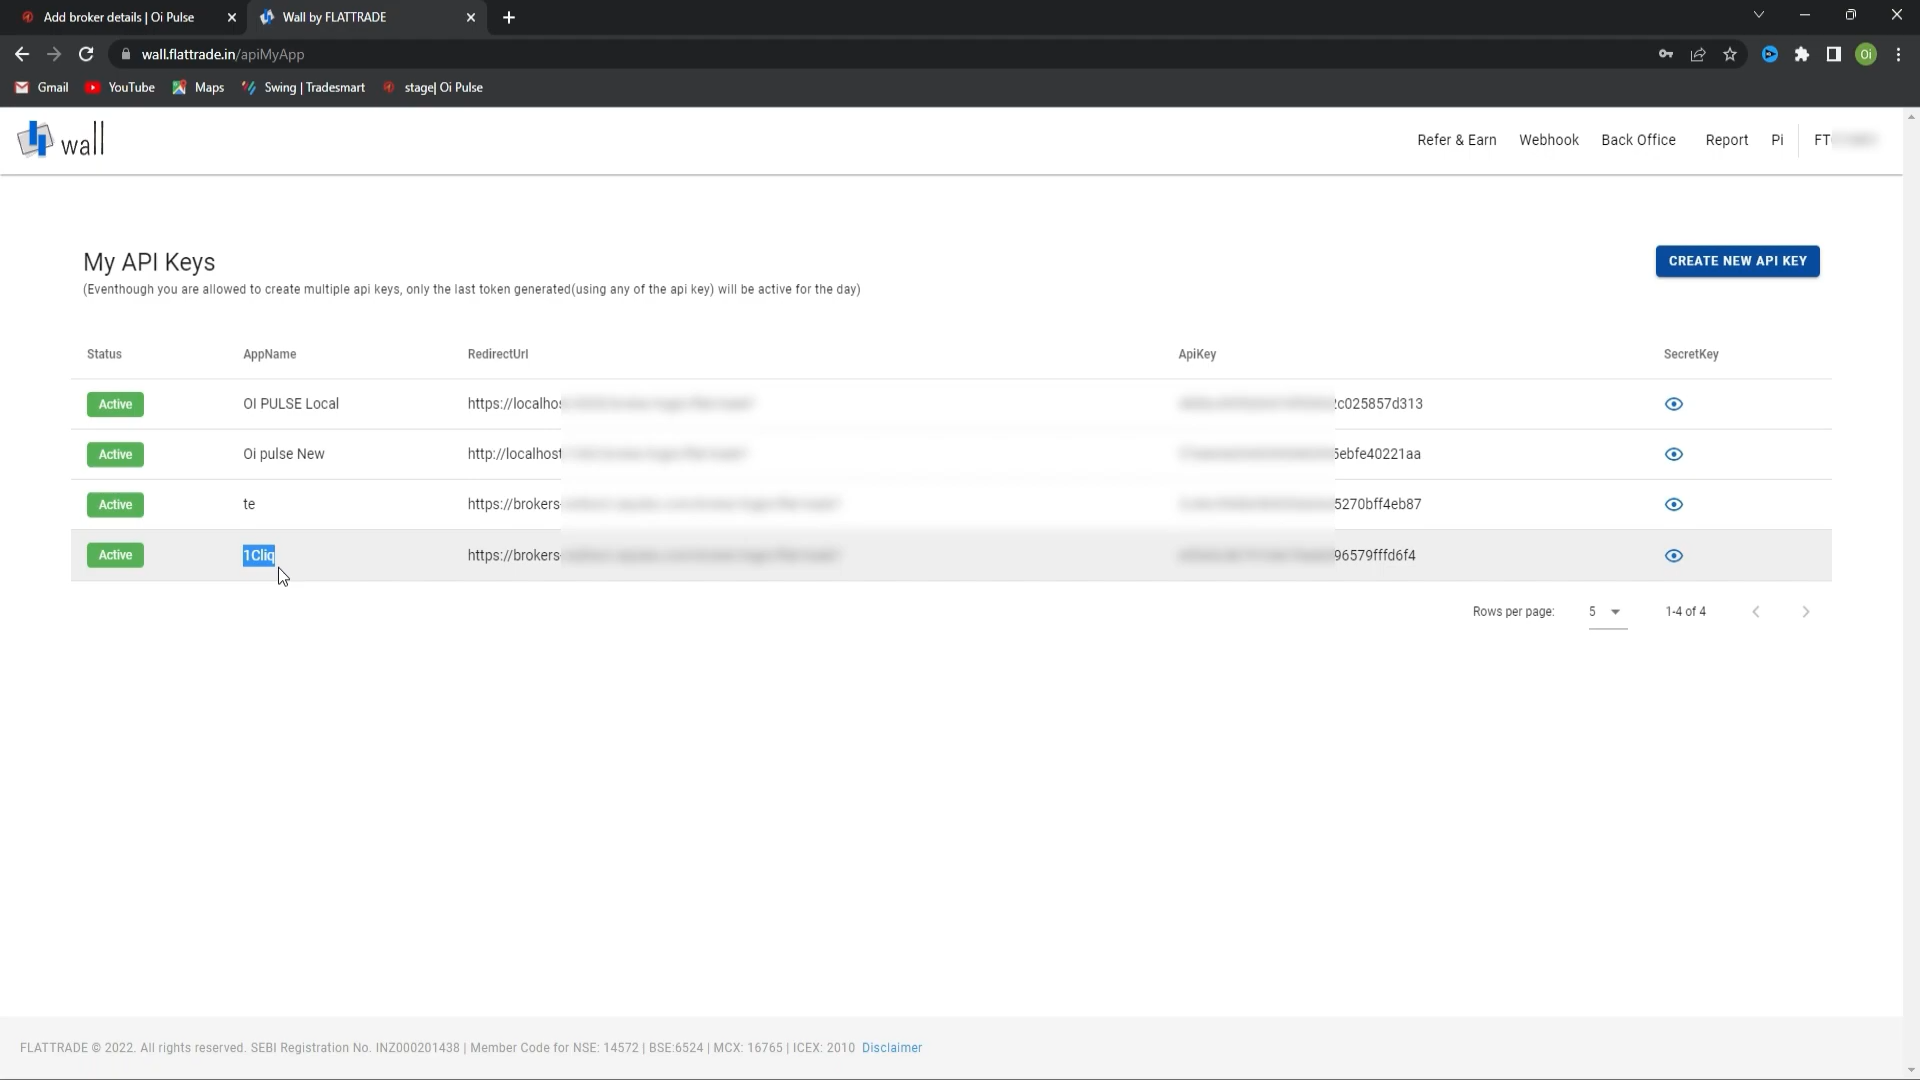 Add broker details | Oi Pulse
Wall by FLATTRADE
wall.flattrade.in/apiMyApp
Oi
Gmail
YouTube
Maps
Swing | Tradesmart
stage| Oi Pulse
wall
Refer & Earn
Webhook
Back Office
Report
Pi
FT
My API Keys
CREATE NEW API KEY
(Eventhough you are allowed to create multiple api keys, only the last token generated(using any of the api key) will be active for the day)
Status AppName RedirectUrl ApiKey SecretKey
Active OI PULSE Local https://localhos 2c025857d313
Active Oi pulse New http://localhost 5ebfe40221aa
Active te https://brokers- 5270bff4eb87
Active 1Cliq https://brokers- 96579fffd6f4
Rows per page: 5 1-4 of 4
FLATTRADE © 2022. All rights reserved. SEBI Registration No. INZ000201438 | Member Code for NSE: 14572 | BSE:6524 | MCX: 16765 | ICEX: 2010 Disclaimer